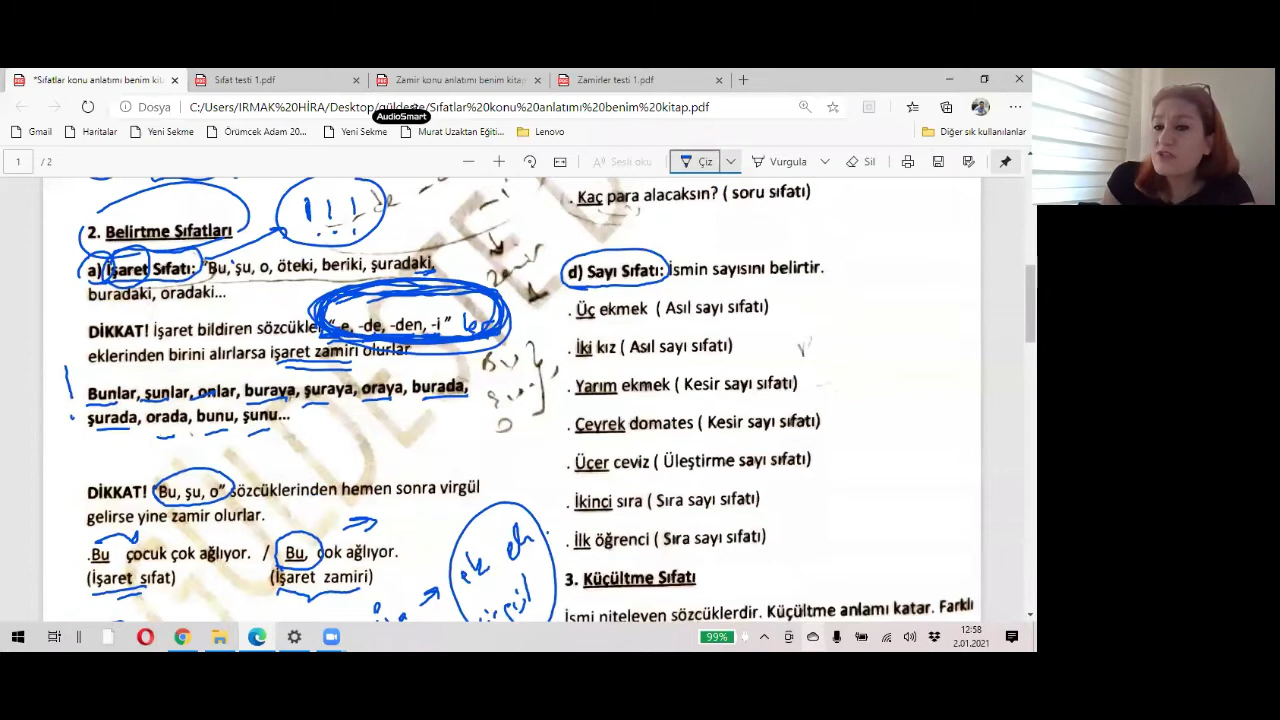 *Sıfatlar konu anlatımı benim kit
Sıfat testi 1.pdf
Zamir konu anlatımı benim kitap
Zamirler testi 1.pdf
Dosya
C:/Users/IRMAK%20HİRA/Desktop/güldeste/Sıfatlar%20konu%20anlatımı%20benim%20kitap.pdf
AudioSmart
Gmail
Haritalar
Yeni Sekme
Örümcek Adam 20...
Yeni Sekme
Murat Uzaktan Eğiti...
Lenovo
Diğer sık kullanılanlar
1 / 2
Sesli oku
Çiz
Vurgula
Sil
! ! !
2. Belirtme Sıfatları
a) İşaret Sıfatı: "Bu, şu, o, öteki, beriki, şuradaki,
buradaki, oradaki...
zamir
DİKKAT! İşaret bildiren sözcükler "-e, -de, -den, -i"
eklerinden birini alırlarsa işaret zamiri olurlar
Bunlar, şunlar, onlar, buraya, şuraya, oraya, burada,
şurada, orada, bunu, şunu...
Bu
Şu
O
DİKKAT! "Bu, şu, o" sözcüklerinden hemen sonra virgül
gelirse yine zamir olurlar.
.Bu çocuk çok ağlıyor. / Bu, çok ağlıyor.
(İşaret sıfat) (İşaret zamiri)
. Kaç para alacaksın? ( soru sıfatı)
d) Sayı Sıfatı: İsmin sayısını belirtir.
. Üç ekmek ( Asıl sayı sıfatı)
. İki kız ( Asıl sayı sıfatı)
. Yarım ekmek ( Kesir sayı sıfatı)
. Çeyrek domates ( Kesir sayı sıfatı)
. Üçer ceviz ( Üleştirme sayı sıfatı)
. İkinci sıra ( Sıra sayı sıfatı)
. İlk öğrenci ( Sıra sayı sıfatı)
3. Küçültme Sıfatı
İsmi niteleyen sözcüklerdir. Küçültme anlamı katar. Farklı
99%
12:58
2.01.2021